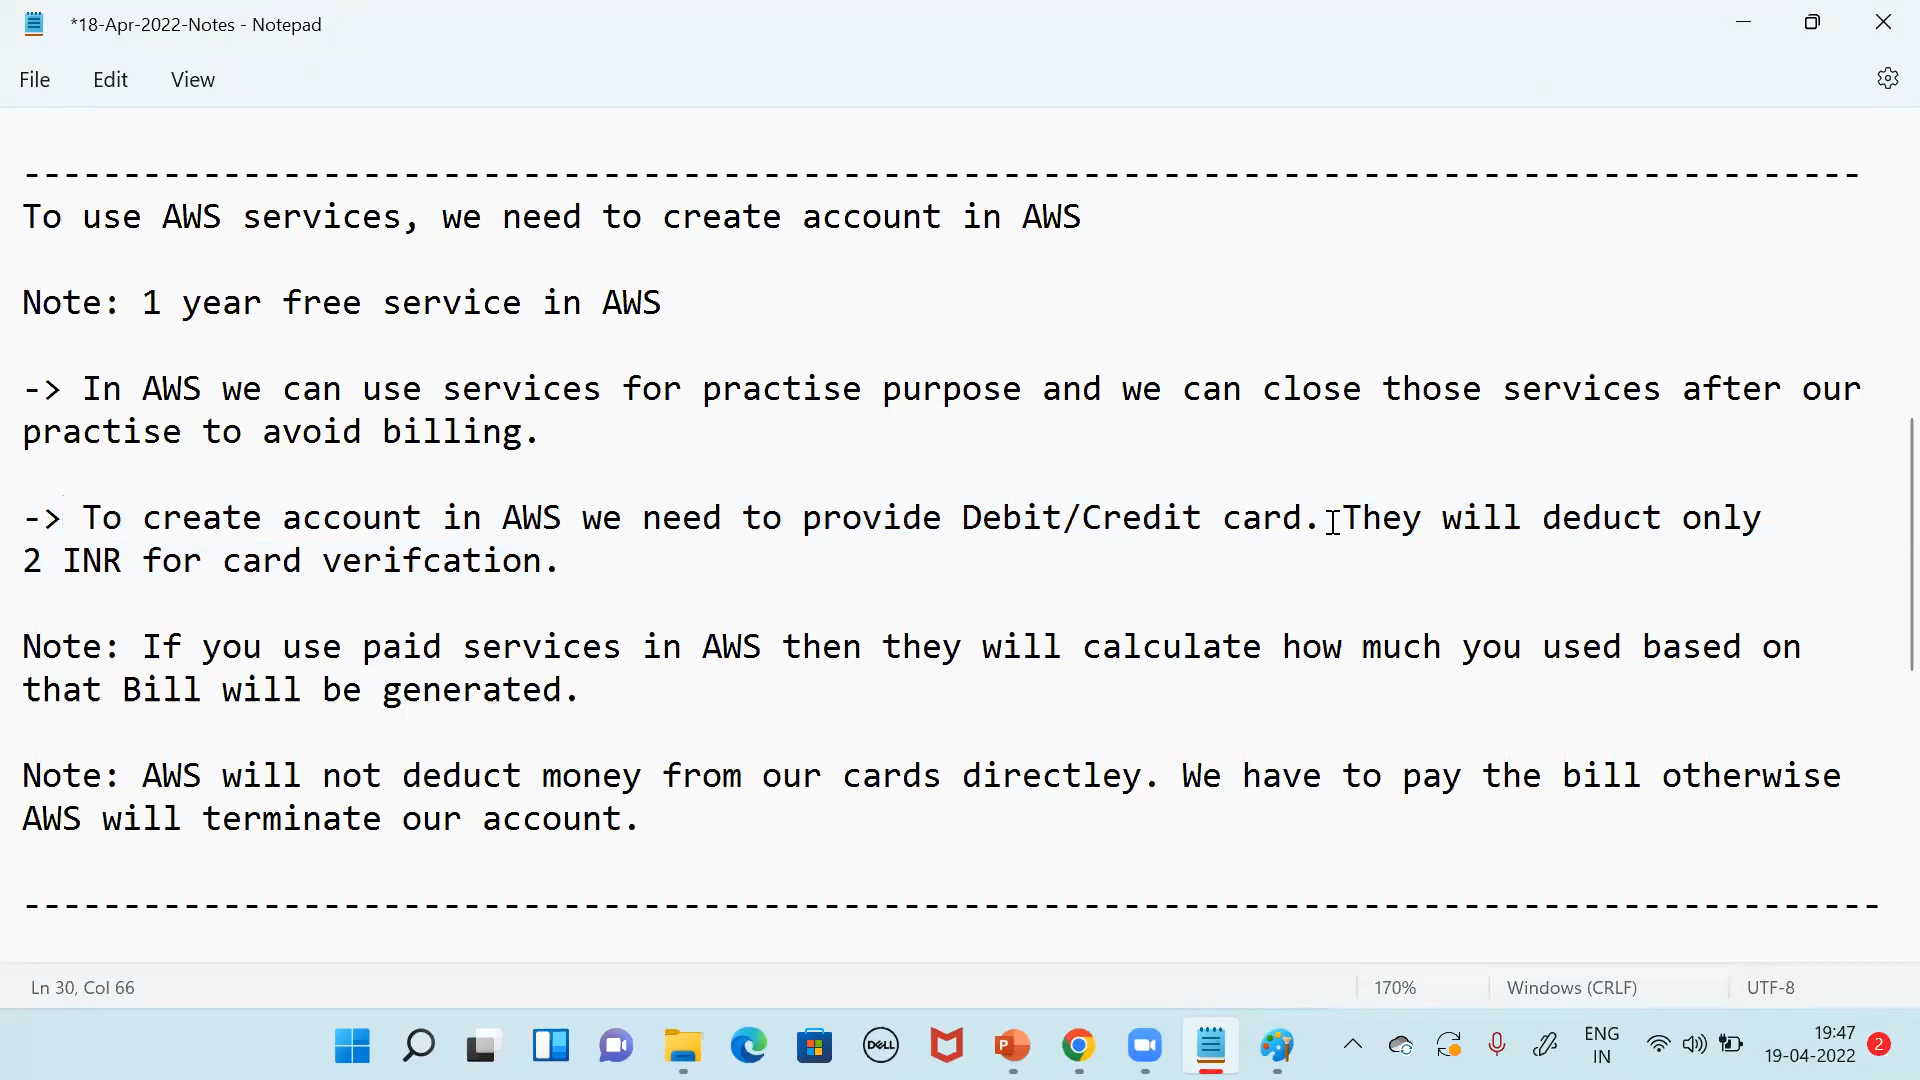 *18-Apr-2022-Notes - Notepad
File Edit View
--------------------------------------------------------------------------------------------
To use AWS services, we need to create account in AWS
Note: 1 year free service in AWS
-> In AWS we can use services for practise purpose and we can close those services after our
practise to avoid billing.
-> To create account in AWS we need to provide Debit/Credit card. They will deduct only
2 INR for card verifcation.
Note: If you use paid services in AWS then they will calculate how much you used based on
that Bill will be generated.
Note: AWS will not deduct money from our cards directley. We have to pay the bill otherwise
AWS will terminate our account.
---------------------------------------------------------------------------------------------
Ln 30, Col 66 170% Windows (CRLF) UTF-8
DELL
P
ENG
IN
19:47
19-04-2022
2